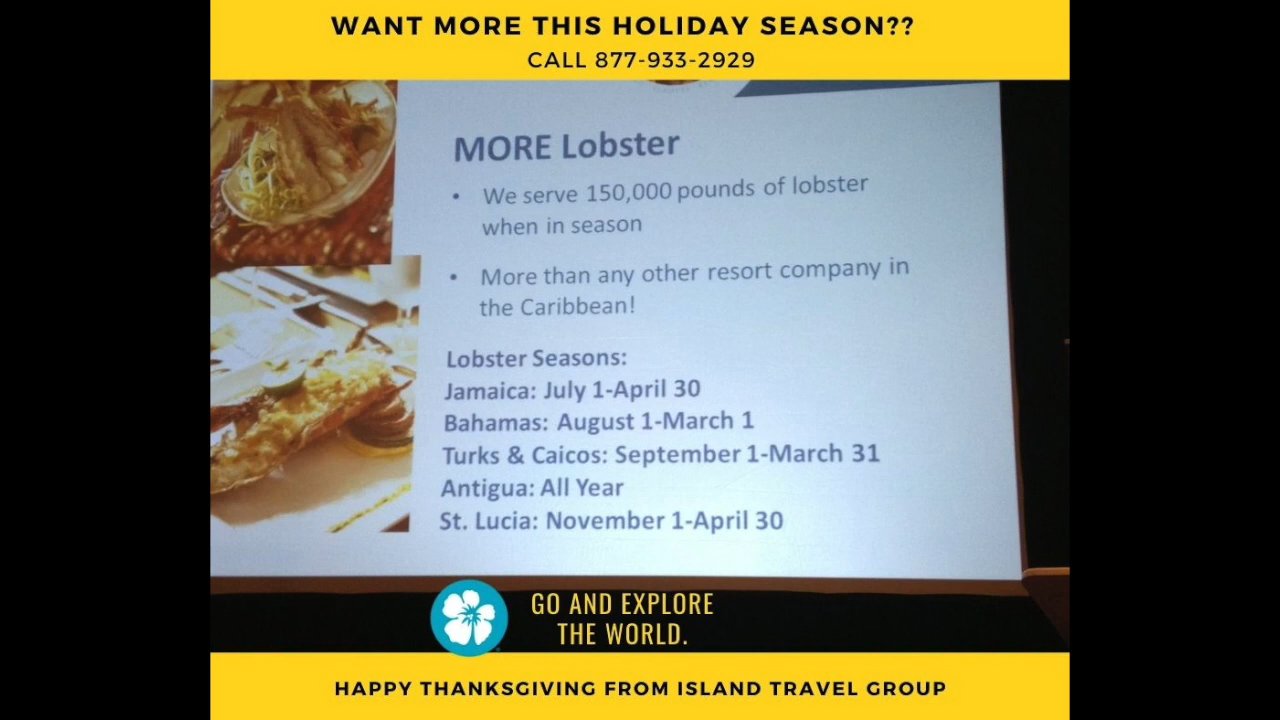 WANT MORE THIS HOLIDAY SEASON??
CALL 877-933-2929
MORE Lobster
• We serve 150,000 pounds of lobster
when in season
• More than any other resort company in
the Caribbean!
Lobster Seasons:
Jamaica: July 1-April 30
Bahamas: August 1-March 1
Turks & Caicos: September 1-March 31
Antigua: All Year
St. Lucia: November 1-April 30
GO AND EXPLORE
THE WORLD.
HAPPY THANKSGIVING FROM ISLAND TRAVEL GROUP